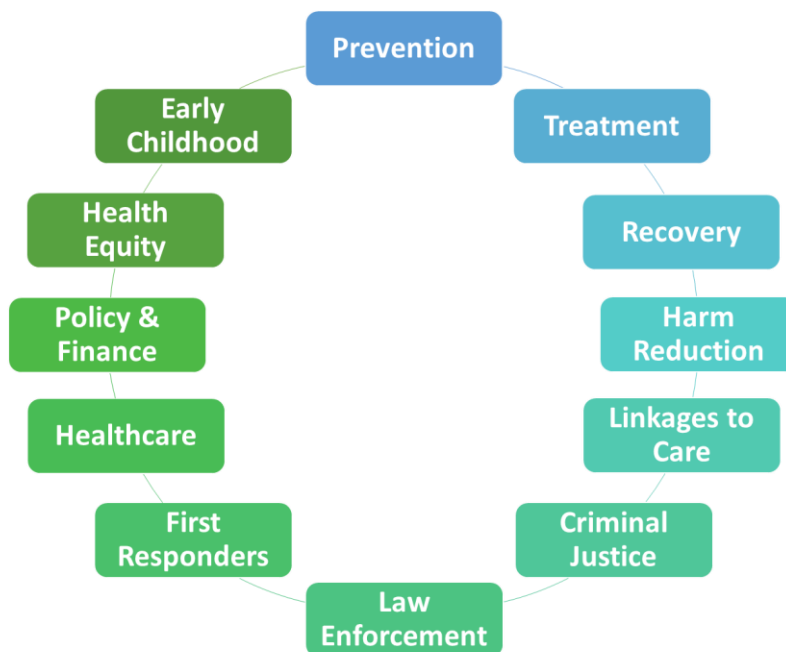 Prevention
Treatment
Recovery
Harm
Reduction
Linkages to
Care
Criminal
Justice
Law
Enforcement
First
Responders
Healthcare
Policy &
Finance
Health
Equity
Early
Childhood